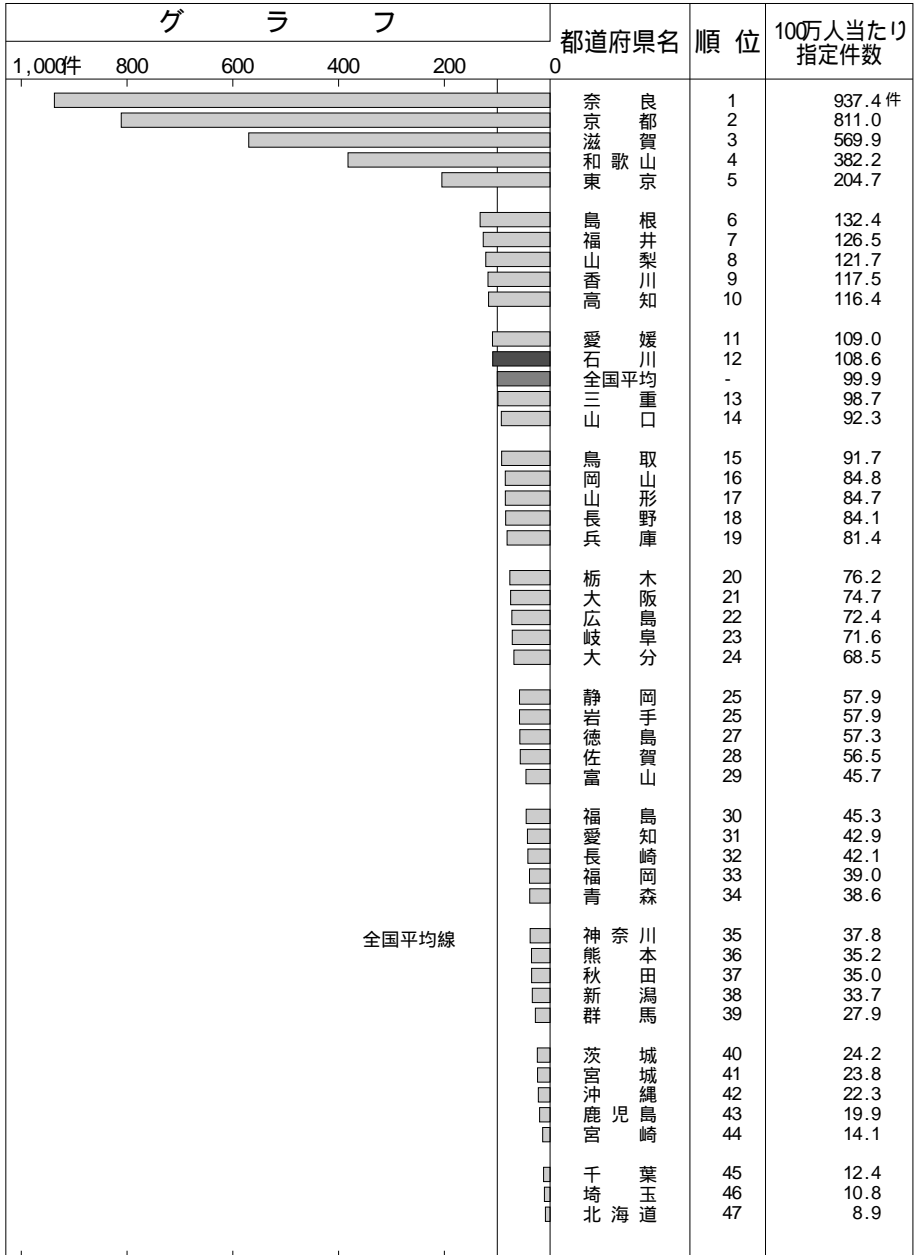 グラフ
都道府県名 順位 100万人当たり指定件数
1,000件 800 600 400 200 0
奈良 1 937.4件
京都 2 811.0
滋賀 3 569.9
和歌山 4 382.2
東京 5 204.7
島根 6 132.4
福井 7 126.5
山梨 8 121.7
香川 9 117.5
高知 10 116.4
愛媛 11 109.0
石川 12 108.6
全国平均 - 99.9
三重 13 98.7
山口 14 92.3
鳥取 15 91.7
岡山 16 84.8
山形 17 84.7
長野 18 84.1
兵庫 19 81.4
栃木 20 76.2
大阪 21 74.7
広島 22 72.4
岐阜 23 71.6
大分 24 68.5
静岡 25 57.9
岩手 25 57.9
徳島 27 57.3
佐賀 28 56.5
富山 29 45.7
福島 30 45.3
愛知 31 42.9
長崎 32 42.1
福岡 33 39.0
青森 34 38.6
全国平均線 神奈川 35 37.8
熊本 36 35.2
秋田 37 35.0
新潟 38 33.7
群馬 39 27.9
茨城 40 24.2
宮城 41 23.8
沖縄 42 22.3
鹿児島 43 19.9
宮崎 44 14.1
千葉 45 12.4
埼玉 46 10.8
北海道 47 8.9